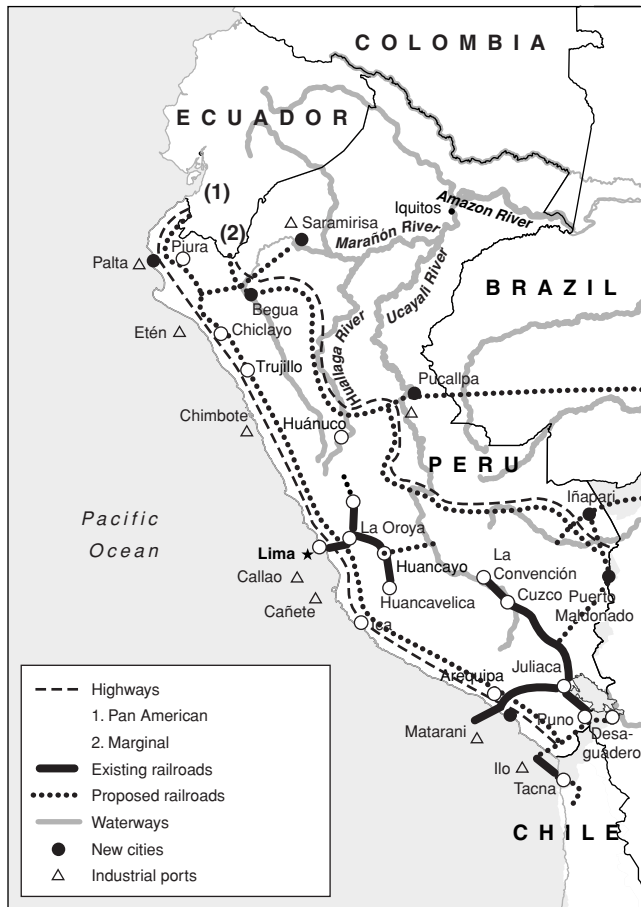 COLOMBIA
ECUADOR
(1)
(2)
Saramirisa
Iquitos
Amazon River
Marañón River
Piura
Palta
Ucayali River
BRAZIL
Begua
Etén
Chiclayo
Huallaga River
Trujillo
Pucallpa
Chimbote
Huánuco
PERU
Iñapari
Pacific
Ocean
La Oroya
Lima
Huancayo
La
Convención
Callao
Cuzco
Puerto
Maldonado
Huancavelica
Cañete
Ica
Juliaca
Arequipa
Puno
Desa-
guadero
Matarani
Ilo
Tacna
CHILE
Highways
1. Pan American
2. Marginal
Existing railroads
Proposed railroads
Waterways
New cities
Industrial ports